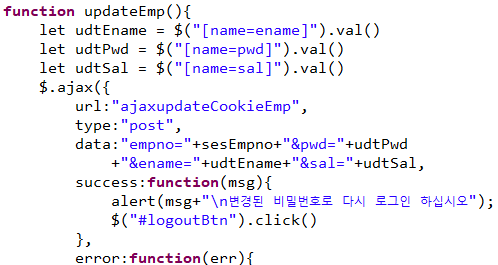 function updateEmp(){
let udtEname = $("[name=ename]").val()
let udtPwd = $("[name=pwd]").val()
let udtSal = $("[name=sal]").val()
$.ajax({
url:"ajaxupdateCookieEmp",
type:"post",
data:"empno="+sesEmpno+"&pwd="+udtPwd
+"&ename="+udtEname+"&sal="+udtSal,
success:function(msg){
alert(msg+"\n변경된 비밀번호로 다시 로그인 하십시오");
$("#logoutBtn").click()
},
error:function(err){